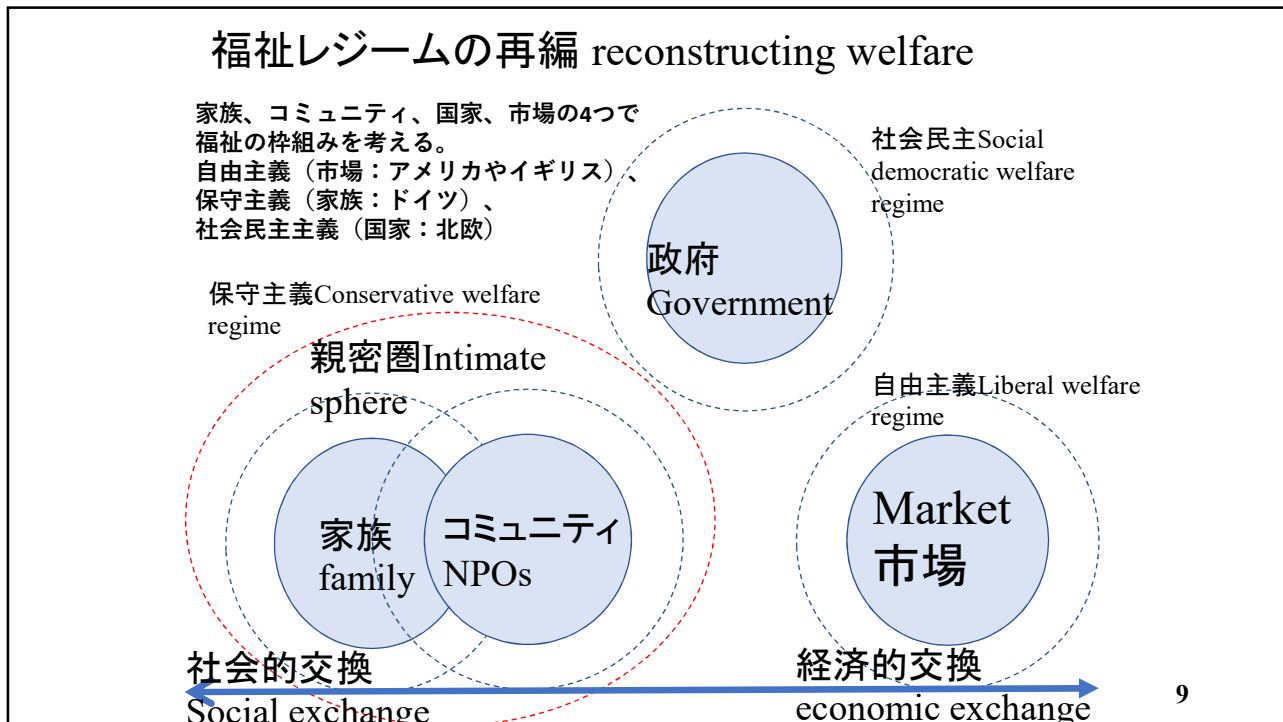 福祉レジームの再編 reconstructing welfare
家族、コミュニティ、国家、市場の4つで
福祉の枠組みを考える。
自由主義（市場：アメリカやイギリス）、
保守主義（家族：ドイツ）、
社会民主主義（国家：北欧）
社会民主Social
democratic welfare
regime
政府
Government
保守主義Conservative welfare
regime
親密圏Intimate
sphere
自由主義Liberal welfare
regime
家族
family
コミュニティ
NPOs
Market
市場
社会的交換
Social exchange
経済的交換
economic exchange
9